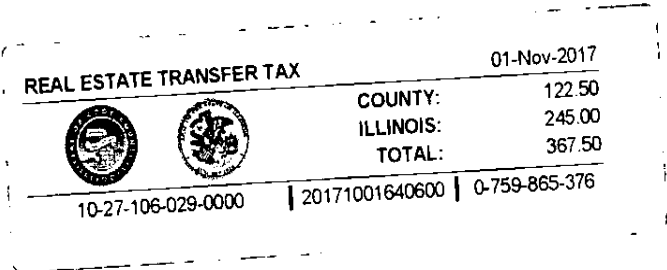 REAL ESTATE TRANSFER TAX 01-Nov-2017
COUNTY: 122.50
ILLINOIS: 245.00
TOTAL: 367.50
10-27-106-029-0000 | 20171001640600 | 0-759-865-376